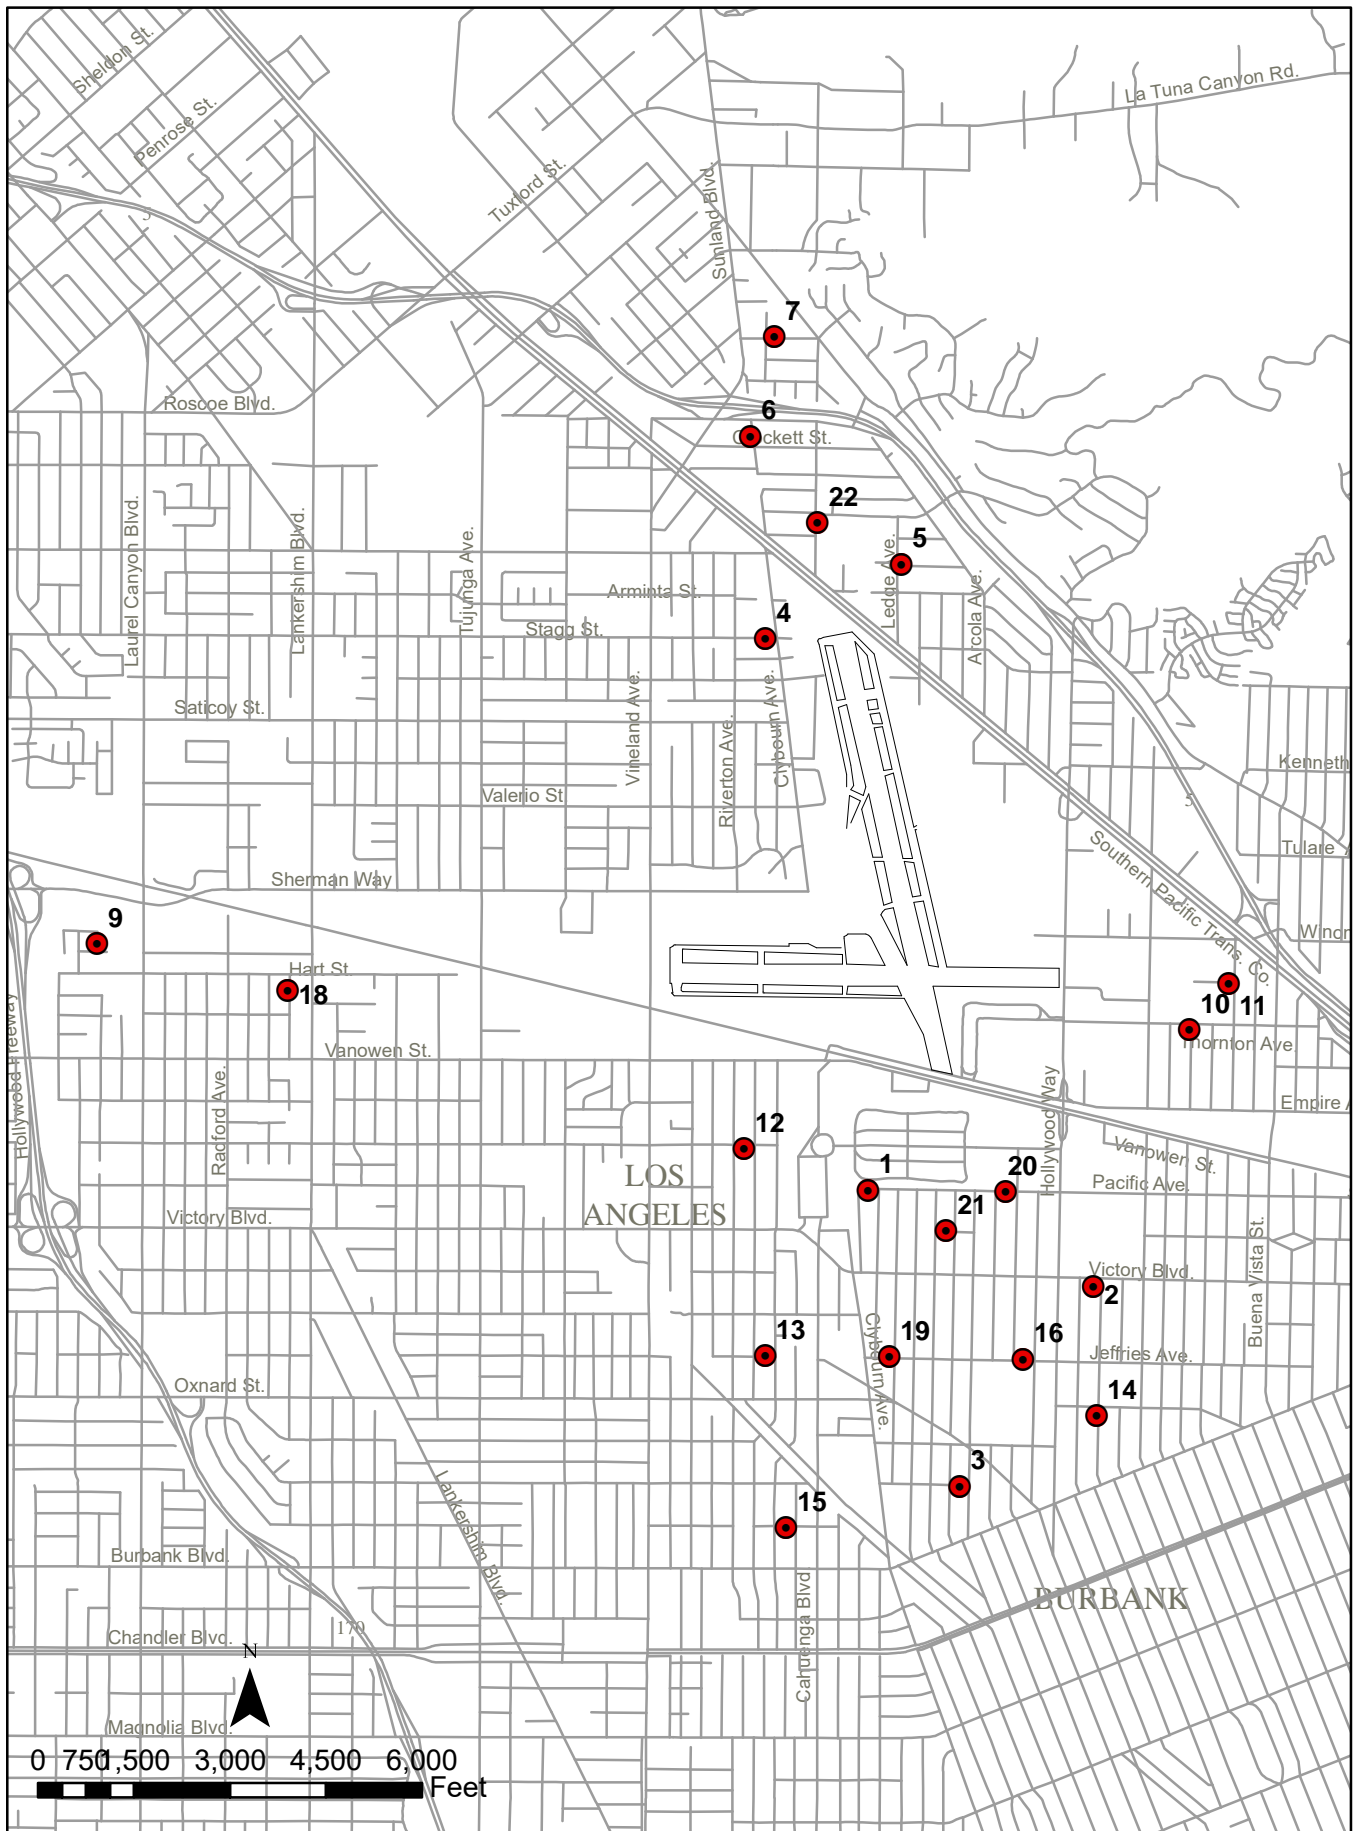 Sheldon St.
La Tuna Canyon Rd.
Penrose St.
Tuxford St.
Sunland Blvd.
5
7
Roscoe Blvd.
6
22
5
Laurel Canyon Blvd.
Lankershim Blvd.
Tujunga Ave.
Ledge Ave.
Arminta St.
Arcola Ave.
4
Stagg St.
Saticoy St.
Vineland Ave.
Riverton Ave.
Clybourn Ave.
Kenneth
Valerio St.
5
Southern Pacific Trans. Co.
Tulare
Sherman Way
9
Hart St.
18
10
11
Thornton Ave.
Hollywood Freeway
Vanowen St.
Radford Ave.
Hollywood Way
Empire
12
Vanowen St.
LOS
ANGELES
1
20
Pacific Ave.
21
Victory Blvd.
Buena Vista St.
Victory Blvd.
2
13
Clybourn Ave.
19
16
Jeffries Ave.
Oxnard St.
14
3
Lankershim Blvd.
15
Burbank Blvd.
BURBANK
Cahuenga Blvd
170
Chandler Blvd.
N
Magnolia Blvd.
0 750 1,500 3,000 4,500 6,000
Feet